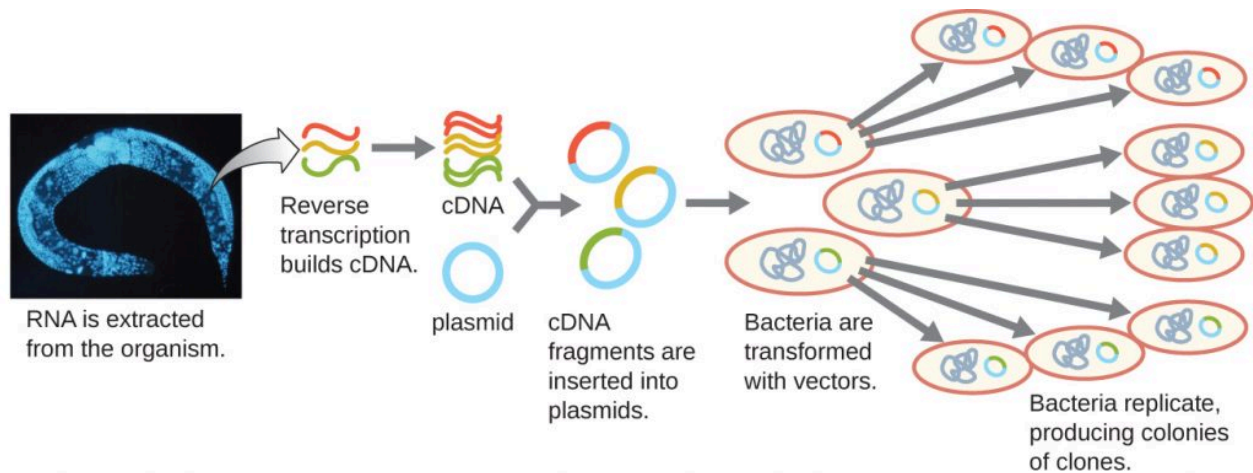 RNA is extracted
from the organism.
Reverse
transcription
builds cDNA.
cDNA
plasmid
cDNA
fragments are
inserted into
plasmids.
Bacteria are
transformed
with vectors.
Bacteria replicate,
producing colonies
of clones.